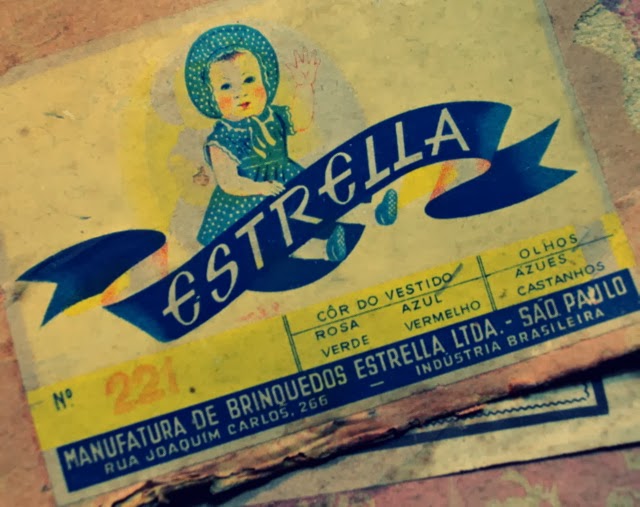 ESTRELLA
Nº 221
CÔR DO VESTIDO
ROSA AZUL
VERDE VERMELHO
OLHOS
AZUES
CASTANHOS
MANUFATURA DE BRINQUEDOS ESTRELLA LTDA. - SÃO PAULO
RUA JOAQUIM CARLOS, 266 — INDÚSTRIA BRASILEIRA